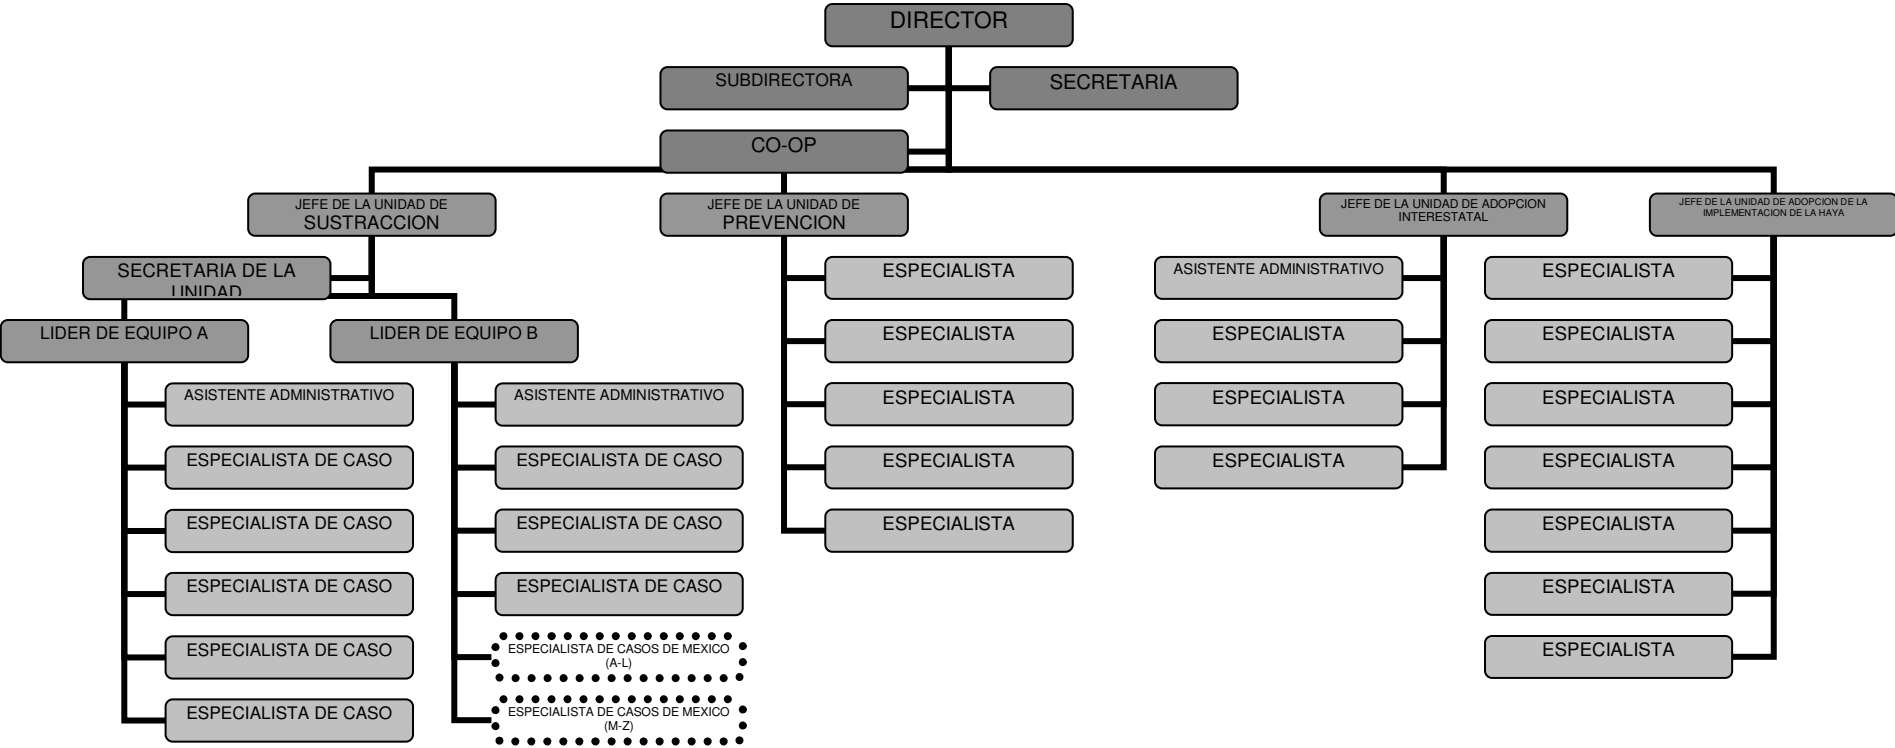 DIRECTOR
SUBDIRECTORA
SECRETARIA
CO-OP
JEFE DE LA UNIDAD DE
SUSTRACCION
JEFE DE LA UNIDAD DE
PREVENCION
JEFE DE LA UNIDAD DE ADOPCION
INTERESTATAL
JEFE DE LA UNIDAD DE ADOPCION DE LA
IMPLEMENTACION DE LA HAYA
SECRETARIA DE LA
UNIDAD
LIDER DE EQUIPO A
ASISTENTE ADMINISTRATIVO
ESPECIALISTA DE CASO
ESPECIALISTA DE CASO
ESPECIALISTA DE CASO
ESPECIALISTA DE CASO
ESPECIALISTA DE CASO
LIDER DE EQUIPO B
ASISTENTE ADMINISTRATIVO
ESPECIALISTA DE CASO
ESPECIALISTA DE CASO
ESPECIALISTA DE CASO
ESPECIALISTA DE CASOS DE MEXICO
(A-L)
ESPECIALISTA DE CASOS DE MEXICO
(M-Z)
ESPECIALISTA
ESPECIALISTA
ESPECIALISTA
ESPECIALISTA
ESPECIALISTA
ASISTENTE ADMINISTRATIVO
ESPECIALISTA
ESPECIALISTA
ESPECIALISTA
ESPECIALISTA
ESPECIALISTA
ESPECIALISTA
ESPECIALISTA
ESPECIALISTA
ESPECIALISTA
ESPECIALISTA